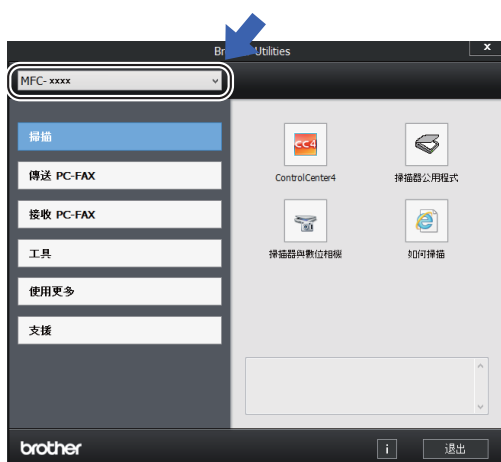 Br Utilities
x
MFC- xxxx
掃描
傳送 PC-FAX
接收 PC-FAX
工具
使用更多
支援
CC4
ControlCenter4
掃描器公用程式
掃描器與數位相機
如何掃描
brother
i
退出